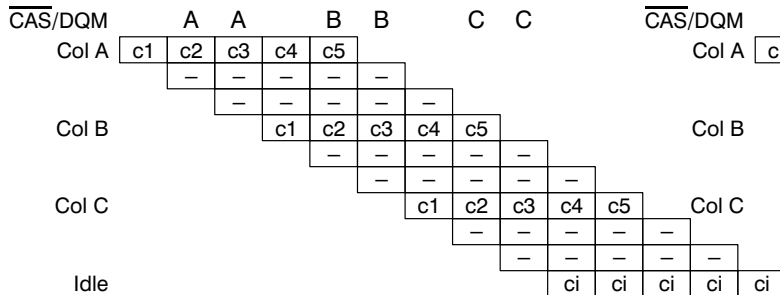 CAS/DQM A A B B C C CAS/DQM
Col A c1 c2 c3 c4 c5 Col A c
– – – – –
– – – – –
Col B c1 c2 c3 c4 c5 Col B
– – – – –
– – – – –
Col C c1 c2 c3 c4 c5 Col C
– – – – –
– – – – –
Idle ci ci ci ci ci